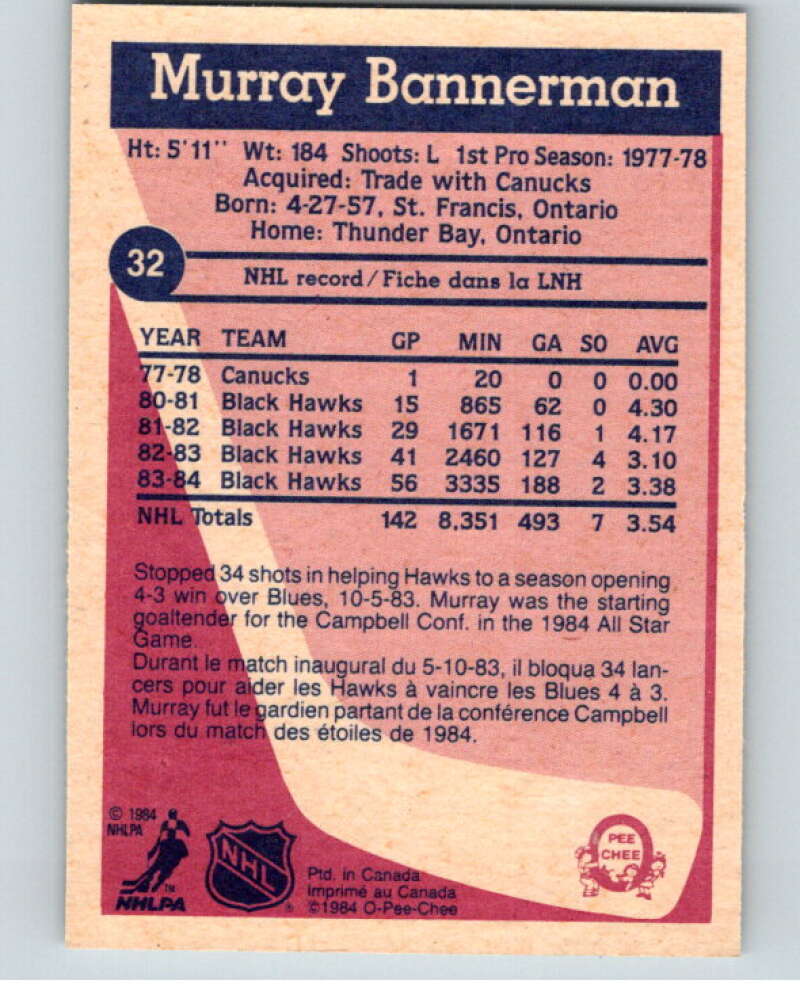 Murray Bannerman
Ht: 5'11" Wt: 184 Shoots: L 1st Pro Season: 1977-78
Acquired: Trade with Canucks
Born: 4-27-57, St. Francis, Ontario
Home: Thunder Bay, Ontario
32
NHL record/Fiche dans la LNH
YEAR TEAM GP MIN GA SO AVG
77-78 Canucks 1 20 0 0 0.00
80-81 Black Hawks 15 865 62 0 4.30
81-82 Black Hawks 29 1671 116 1 4.17
82-83 Black Hawks 41 2460 127 4 3.10
83-84 Black Hawks 56 3335 188 2 3.38
NHL Totals 142 8,351 493 7 3.54
Stopped 34 shots in helping Hawks to a season opening
4-3 win over Blues, 10-5-83. Murray was the starting
goaltender for the Campbell Conf. in the 1984 All Star
Game.
Durant le match inaugural du 5-10-83, il bloqua 34 lan-
cers pour aider les Hawks à vaincre les Blues 4 à 3.
Murray fut le gardien partant de la conférence Campbell
lors du match des étoiles de 1984.
© 1984
NHLPA
TM
NHLPA
NHL
®
Ptd. in Canada
Imprimé au Canada
©1984 O-Pee-Chee
PEE
CHEE